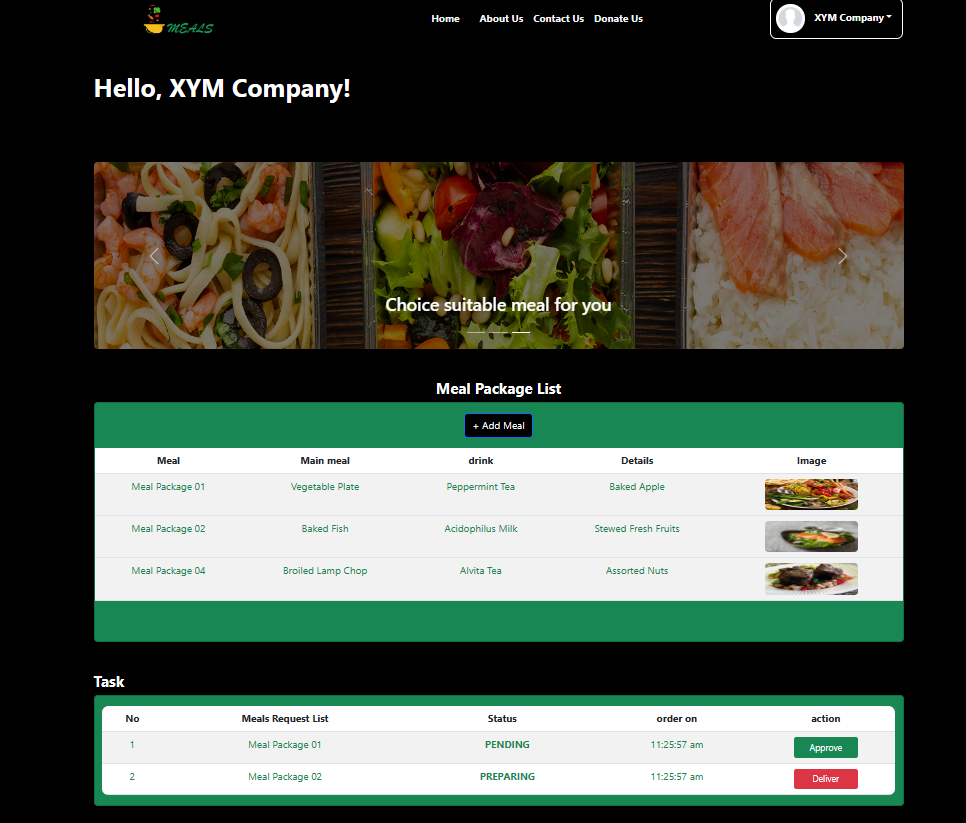 MEALS
Home About Us Contact Us Donate Us
XYM Company
Hello, XYM Company!
Choice suitable meal for you
Meal Package List
+ Add Meal
Meal Main meal drink Details Image
Meal Package 01 Vegetable Plate Peppermint Tea Baked Apple
Meal Package 02 Baked Fish Acidophilus Milk Stewed Fresh Fruits
Meal Package 04 Broiled Lamp Chop Alvita Tea Assorted Nuts
Task
No Meals Request List Status order on action
1 Meal Package 01 PENDING 11:25:57 am Approve
2 Meal Package 02 PREPARING 11:25:57 am Deliver